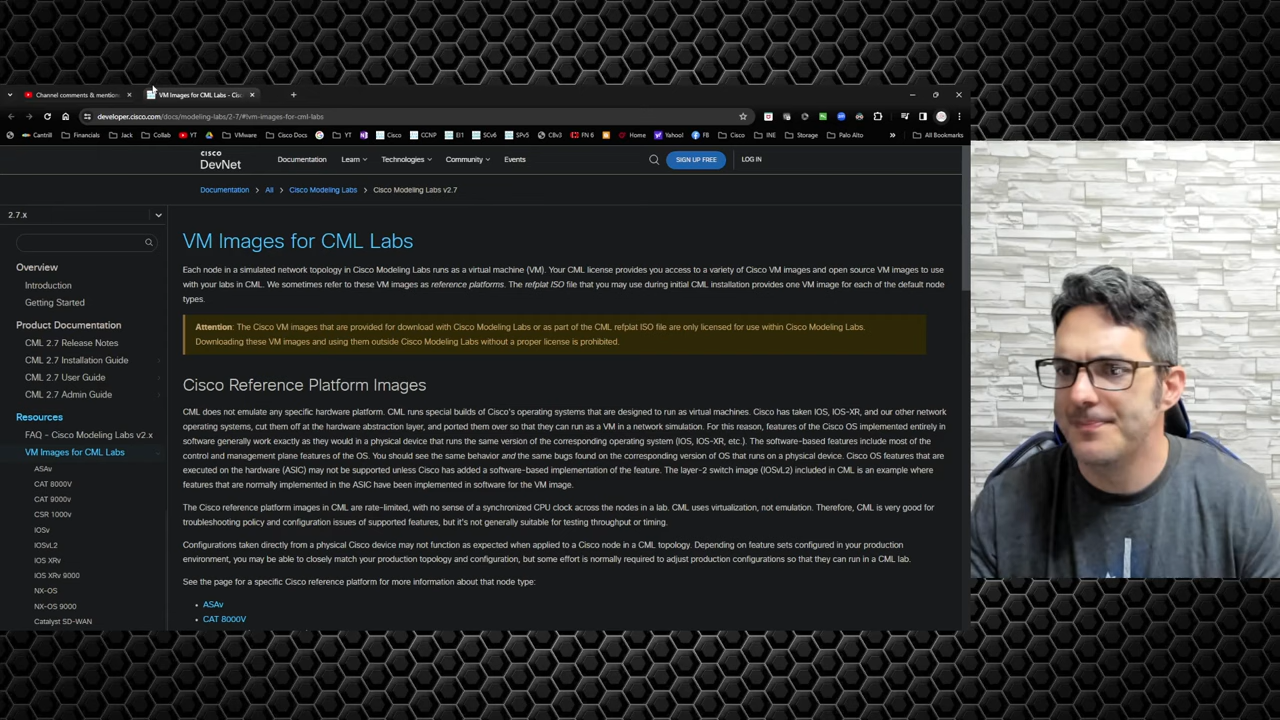 Channel comments & mention
VM Images for CML Labs - Cis
developer.cisco.com/docs/modeling-labs/2-7/#!vm-images-for-cml-labs
Cantrill Financials Jack Collab YT VMware Cisco Docs YT Cisco CCNP EI1 SCv6 SPv5 CBv3 FN 6 Home Yahoo! FB Cisco INE Storage Palo Alto All Bookmarks
CISCO
DevNet
Documentation Learn Technologies Community Events SIGN UP FREE LOG IN
Documentation > All > Cisco Modeling Labs > Cisco Modeling Labs v2.7
2.7.x
Overview
Introduction
Getting Started
Product Documentation
CML 2.7 Release Notes
CML 2.7 Installation Guide
CML 2.7 User Guide
CML 2.7 Admin Guide
Resources
FAQ - Cisco Modeling Labs v2.x
VM Images for CML Labs
ASAv
CAT 8000V
CAT 9000v
CSR 1000v
IOSv
IOSvL2
IOS XRv
IOS XRv 9000
NX-OS
NX-OS 9000
Catalyst SD-WAN
VM Images for CML Labs
Each node in a simulated network topology in Cisco Modeling Labs runs as a virtual machine (VM). Your CML license provides you access to a variety of Cisco VM images and open source VM images to use
with your labs in CML. We sometimes refer to these VM images as reference platforms. The refplat ISO file that you may use during initial CML installation provides one VM image for each of the default node
types.
Attention: The Cisco VM images that are provided for download with Cisco Modeling Labs or as part of the CML refplat ISO file are only licensed for use within Cisco Modeling Labs.
Downloading these VM images and using them outside Cisco Modeling Labs without a proper license is prohibited.
Cisco Reference Platform Images
CML does not emulate any specific hardware platform. CML runs special builds of Cisco's operating systems that are designed to run as virtual machines. Cisco has taken IOS, IOS-XR, and our other network
operating systems, cut them off at the hardware abstraction layer, and ported them over so that they can run as a VM in a network simulation. For this reason, features of the Cisco OS implemented entirely in
software generally work exactly as they would in a physical device that runs the same version of the corresponding operating system (IOS, IOS-XR, etc.). The software-based features include most of the
control and management plane features of the OS. You should see the same behavior and the same bugs found on the corresponding version of OS that runs on a physical device. Cisco OS features that are
executed on the hardware (ASIC) may not be supported unless Cisco has added a software-based implementation of the feature. The layer-2 switch image (IOSvL2) included in CML is an example where
features that are normally implemented in the ASIC have been implemented in software for the VM image.
The Cisco reference platform images in CML are rate-limited, with no sense of a synchronized CPU clock across the nodes in a lab. CML uses virtualization, not emulation. Therefore, CML is very good for
troubleshooting policy and configuration issues of supported features, but it's not generally suitable for testing throughput or timing.
Configurations taken directly from a physical Cisco device may not function as expected when applied to a Cisco node in a CML topology. Depending on feature sets configured in your production
environment, you may be able to closely match your production topology and configuration, but some effort is normally required to adjust production configurations so that they can run in a CML lab.
See the page for a specific Cisco reference platform for more information about that node type:
• ASAv
• CAT 8000V